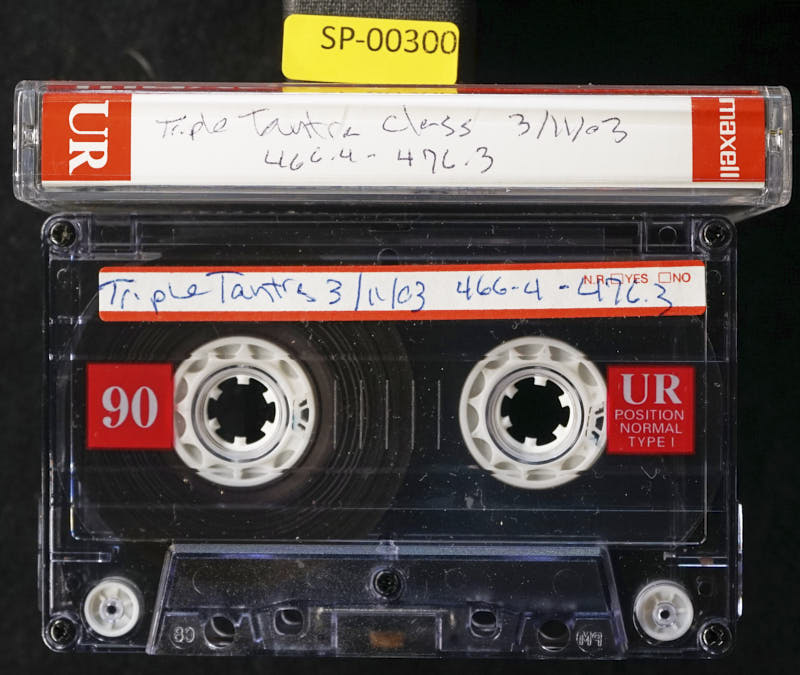 SP-00300
UR
Triple Tantra Class 3/11/03
maxell
466.4 - 476.3
N.R. YES NO
Triple Tantra 3/11/03 466-4 - 476.3
90
UR
POSITION
NORMAL
TYPE I